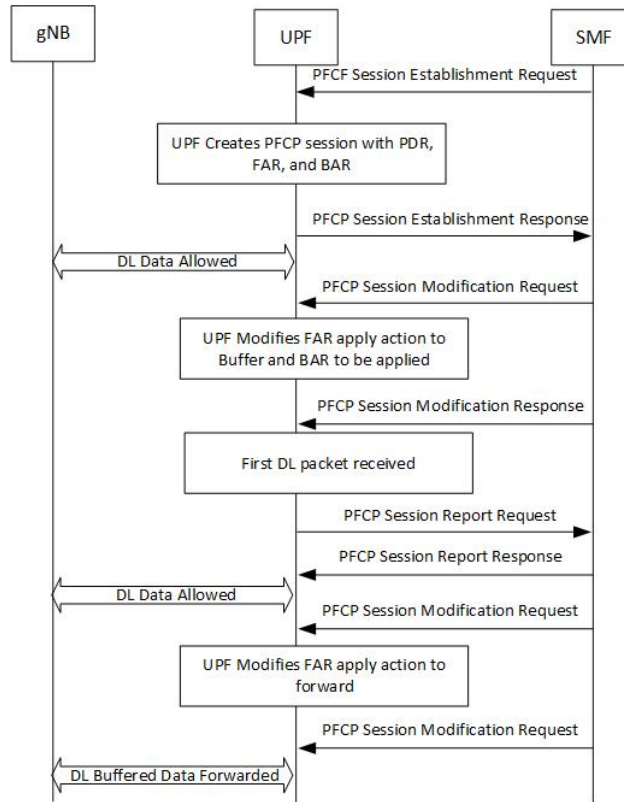 gNB
UPF
SMF
PFCF Session Establishment Request
UPF Creates PFCP session with PDR,
FAR, and BAR
PFCP Session Establishment Response
DL Data Allowed
PFCP Session Modification Request
UPF Modifies FAR apply action to
Buffer and BAR to be applied
PFCP Session Modification Response
First DL packet received
PFCP Session Report Request
PFCP Session Report Response
DL Data Allowed
PFCP Session Modification Request
UPF Modifies FAR apply action to
forward
PFCP Session Modification Request
DL Buffered Data Forwarded